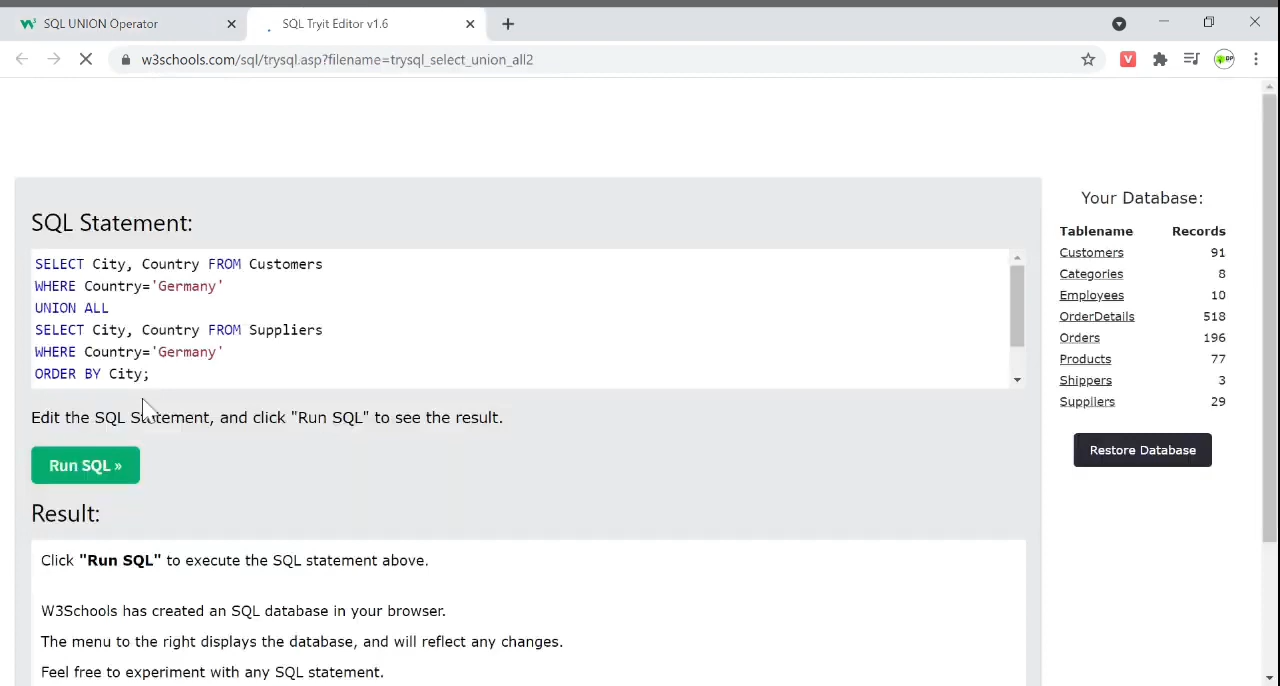 SQL UNION Operator
SQL Tryit Editor v1.6
w3schools.com/sql/trysql.asp?filename=trysql_select_union_all2
SQL Statement:
SELECT City, Country FROM Customers
WHERE Country='Germany'
UNION ALL
SELECT City, Country FROM Suppliers
WHERE Country='Germany'
ORDER BY City;
Edit the SQL Statement, and click "Run SQL" to see the result.
Run SQL »
Result:
Click "Run SQL" to execute the SQL statement above.
W3Schools has created an SQL database in your browser.
The menu to the right displays the database, and will reflect any changes.
Feel free to experiment with any SQL statement.
Your Database:
Tablename Records
Customers 91
Categories 8
Employees 10
OrderDetails 518
Orders 196
Products 77
Shippers 3
Suppliers 29
Restore Database